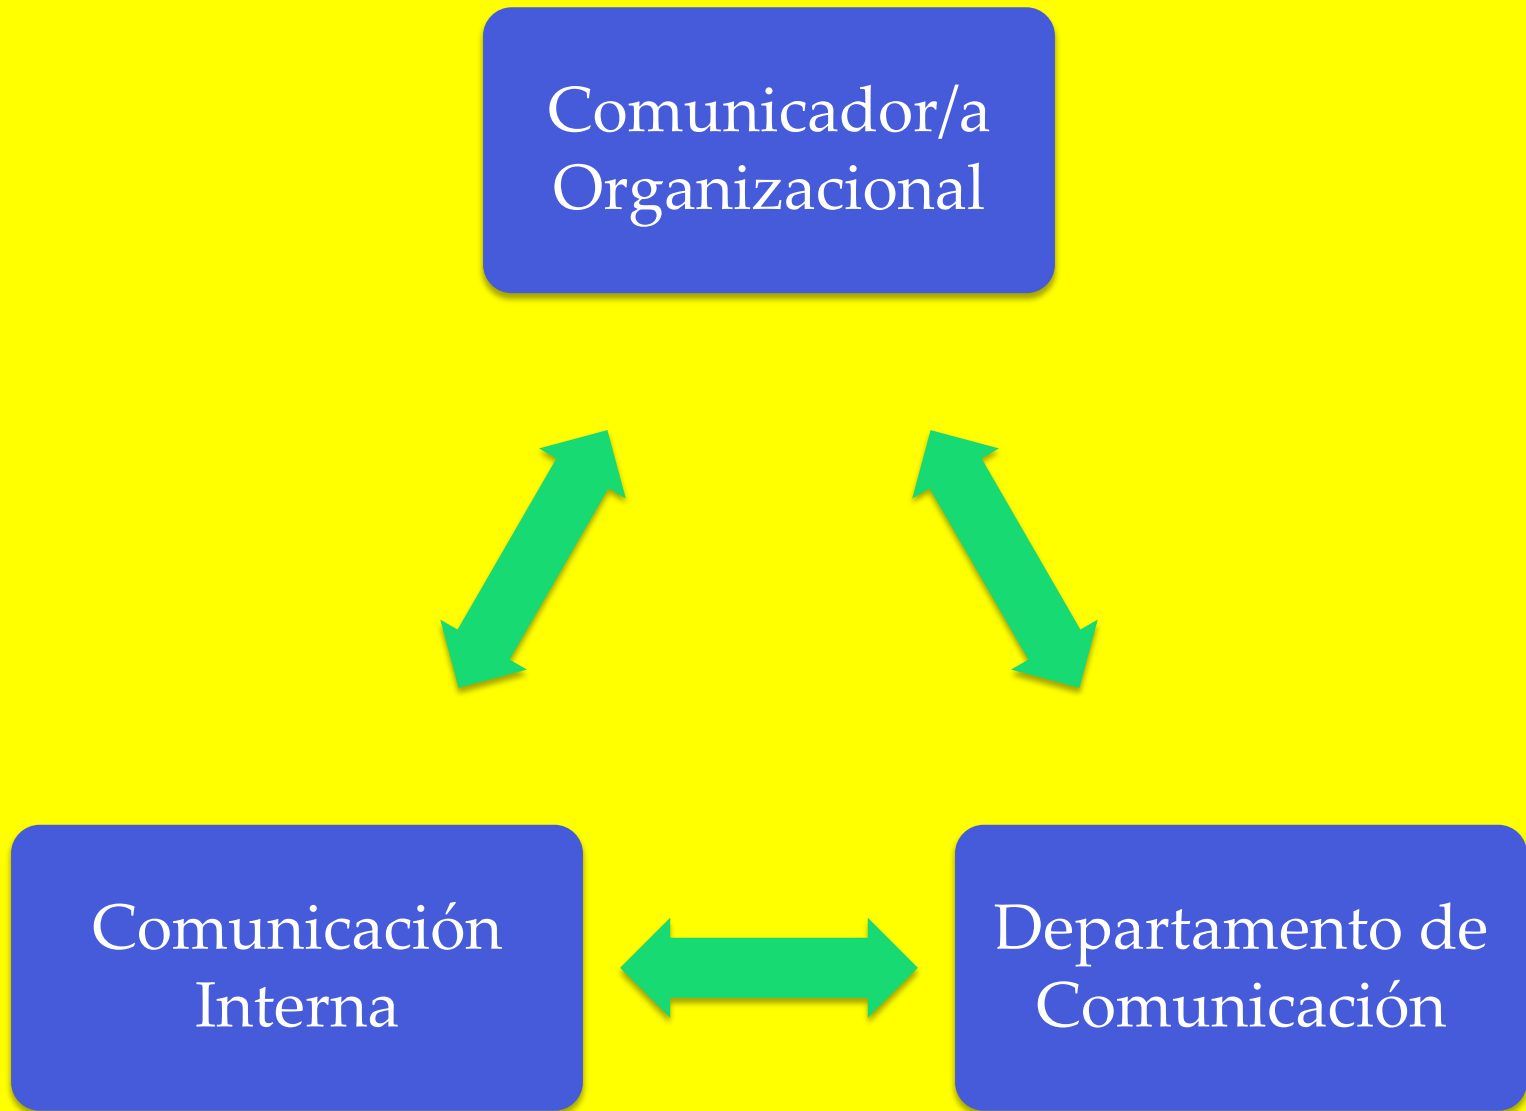 Comunicador/a
Organizacional
Comunicación
Interna
Departamento de
Comunicación